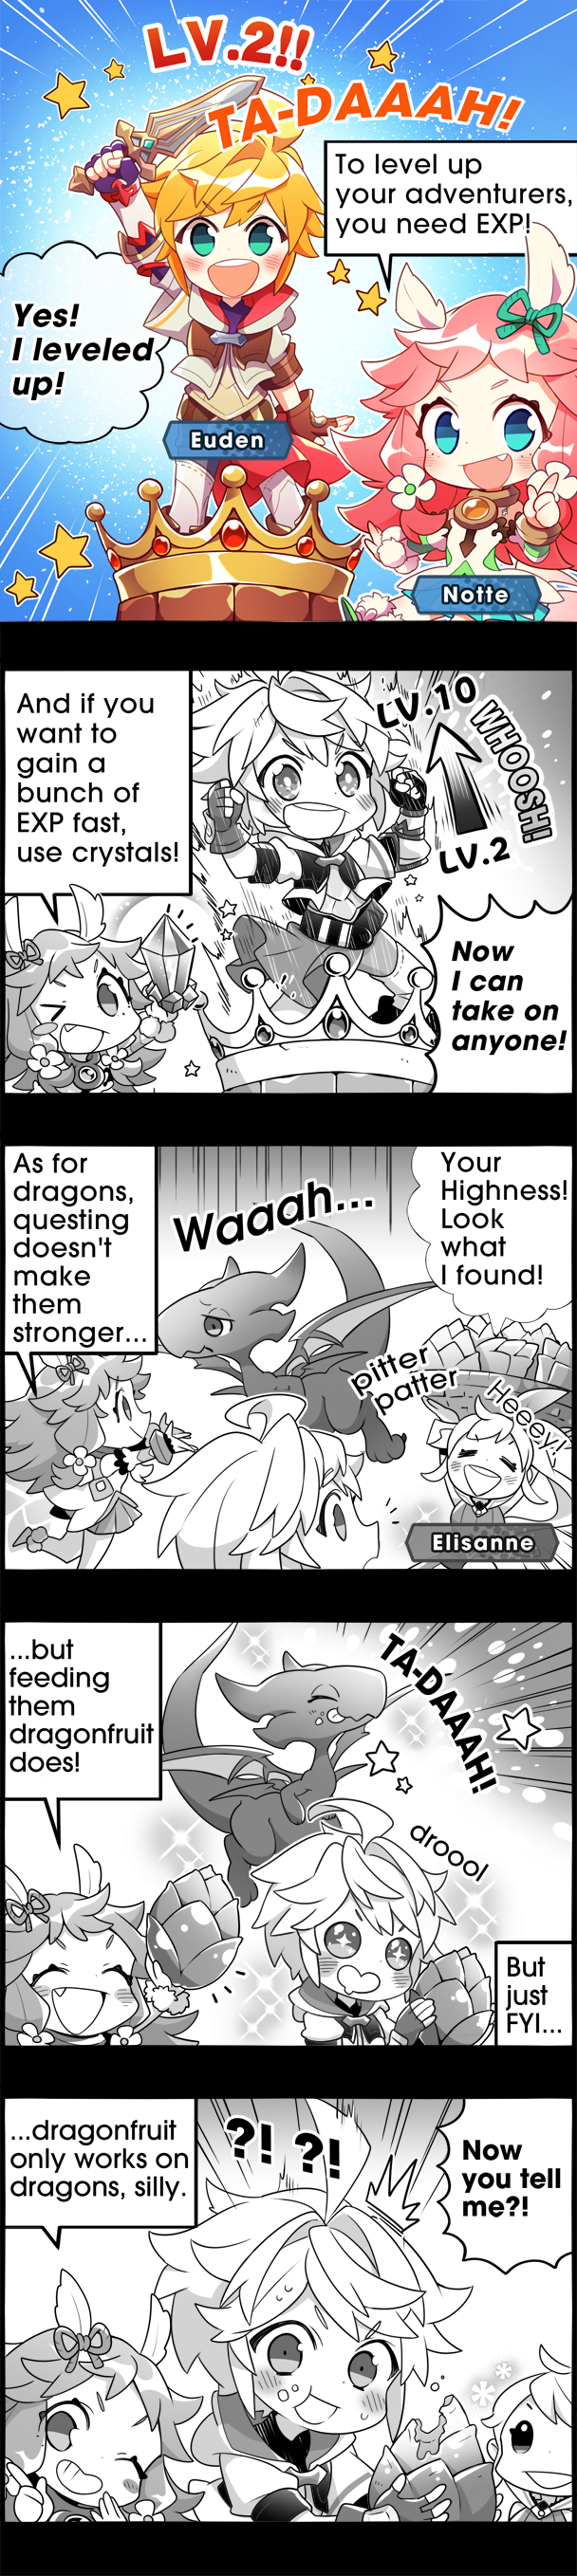 LV.2!!
TA-DAAAH!
To level up
your adventurers,
you need EXP!
Yes!
I leveled
up!
Euden
Notte
And if you
want to
gain a
bunch of
EXP fast,
use crystals!
LV.10
WHOOSH!
LV.2
Now
I can
take on
anyone!
As for
dragons,
questing
doesn't
make
them
stronger...
Waaah...
Your
Highness!
Look
what
I found!
pitter
patter
Heeey!
Elisanne
...but
feeding
them
dragonfruit
does!
TA-DAAAH!
droool
But
just
FYI...
...dragonfruit
only works on
dragons, silly.
?! ?!
Now
you tell
me?!